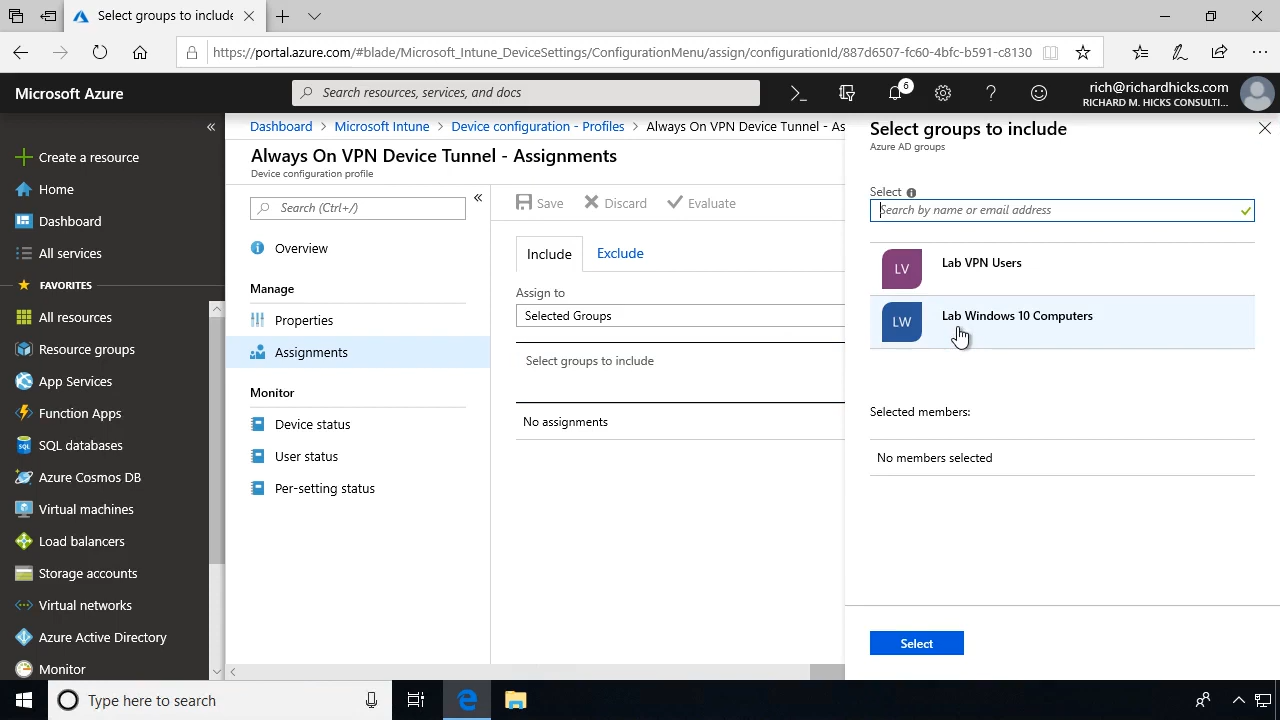 Select groups to include
https://portal.azure.com/#blade/Microsoft_Intune_DeviceSettings/ConfigurationMenu/assign/configurationId/887d6507-fc60-4bfc-b591-c8130
Microsoft Azure
Search resources, services, and docs
6
rich@richardhicks.com
RICHARD M. HICKS CONSULTI...
Create a resource
Home
Dashboard
All services
FAVORITES
All resources
Resource groups
App Services
Function Apps
SQL databases
Azure Cosmos DB
Virtual machines
Load balancers
Storage accounts
Virtual networks
Azure Active Directory
Monitor
Dashboard > Microsoft Intune > Device configuration - Profiles > Always On VPN Device Tunnel - As
Always On VPN Device Tunnel - Assignments
Device configuration profile
Search (Ctrl+/)
Overview
Manage
Properties
Assignments
Monitor
Device status
User status
Per-setting status
Save Discard Evaluate
Include Exclude
Assign to
Selected Groups
Select groups to include
No assignments
Select groups to include
Azure AD groups
Select
Search by name or email address
LV Lab VPN Users
LW Lab Windows 10 Computers
Selected members:
No members selected
Select
Type here to search